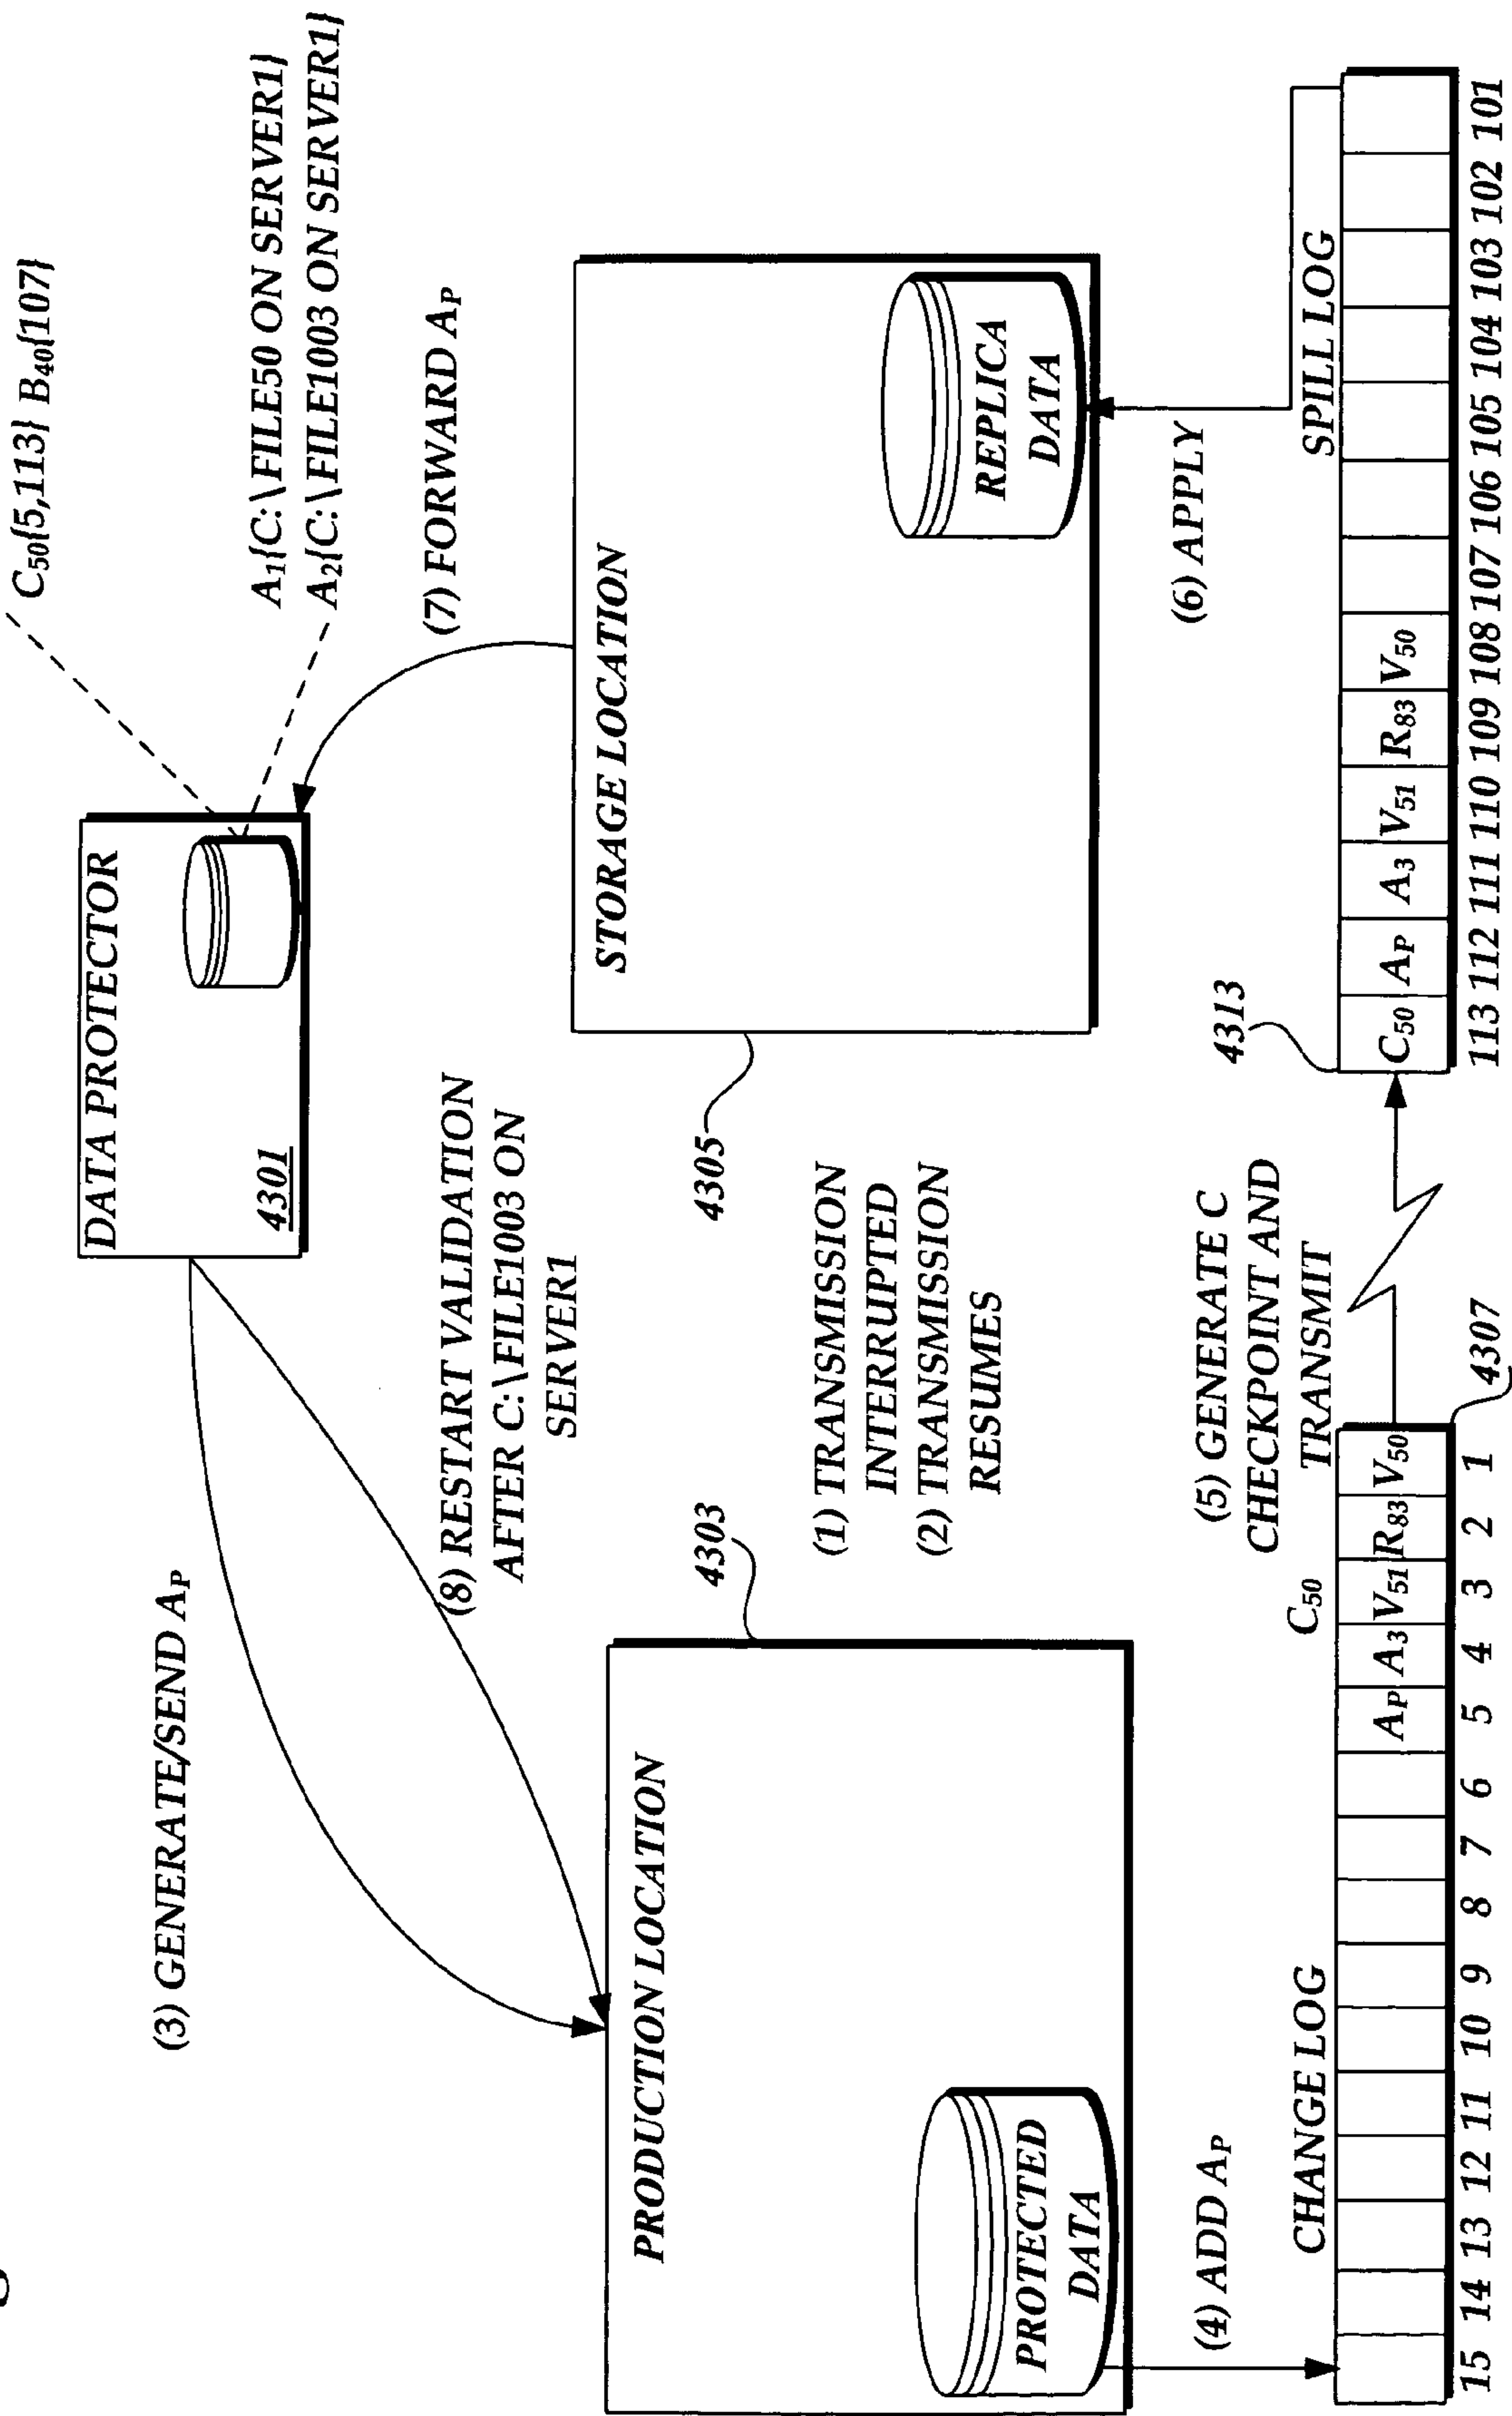 C50{5,113} B40{107}
A1{C:\FILE50 ON SERVER1}
A2{C:\FILE1003 ON SERVER1}
DATA PROTECTOR
4301
(3) GENERATE/SEND AP
(7) FORWARD AP
(8) RESTART VALIDATION
AFTER C:\FILE1003 ON
SERVER1
PRODUCTION LOCATION
4303
STORAGE LOCATION
4305
(1) TRANSMISSION
INTERRUPTED
(2) TRANSMISSION
RESUMES
PROTECTED
DATA
REPLICA
DATA
(4) ADD AP
(5) GENERATE C
CHECKPOINT AND
TRANSMIT
(6) APPLY
4313
CHANGE LOG
C50
SPILL LOG
AP A3 V51 R83 V50
C50 AP A3 V51 R83 V50
15 14 13 12 11 10 9 8 7 6 5 4 3 2 1
4307
113 112 111 110 109 108 107 106 105 104 103 102 101